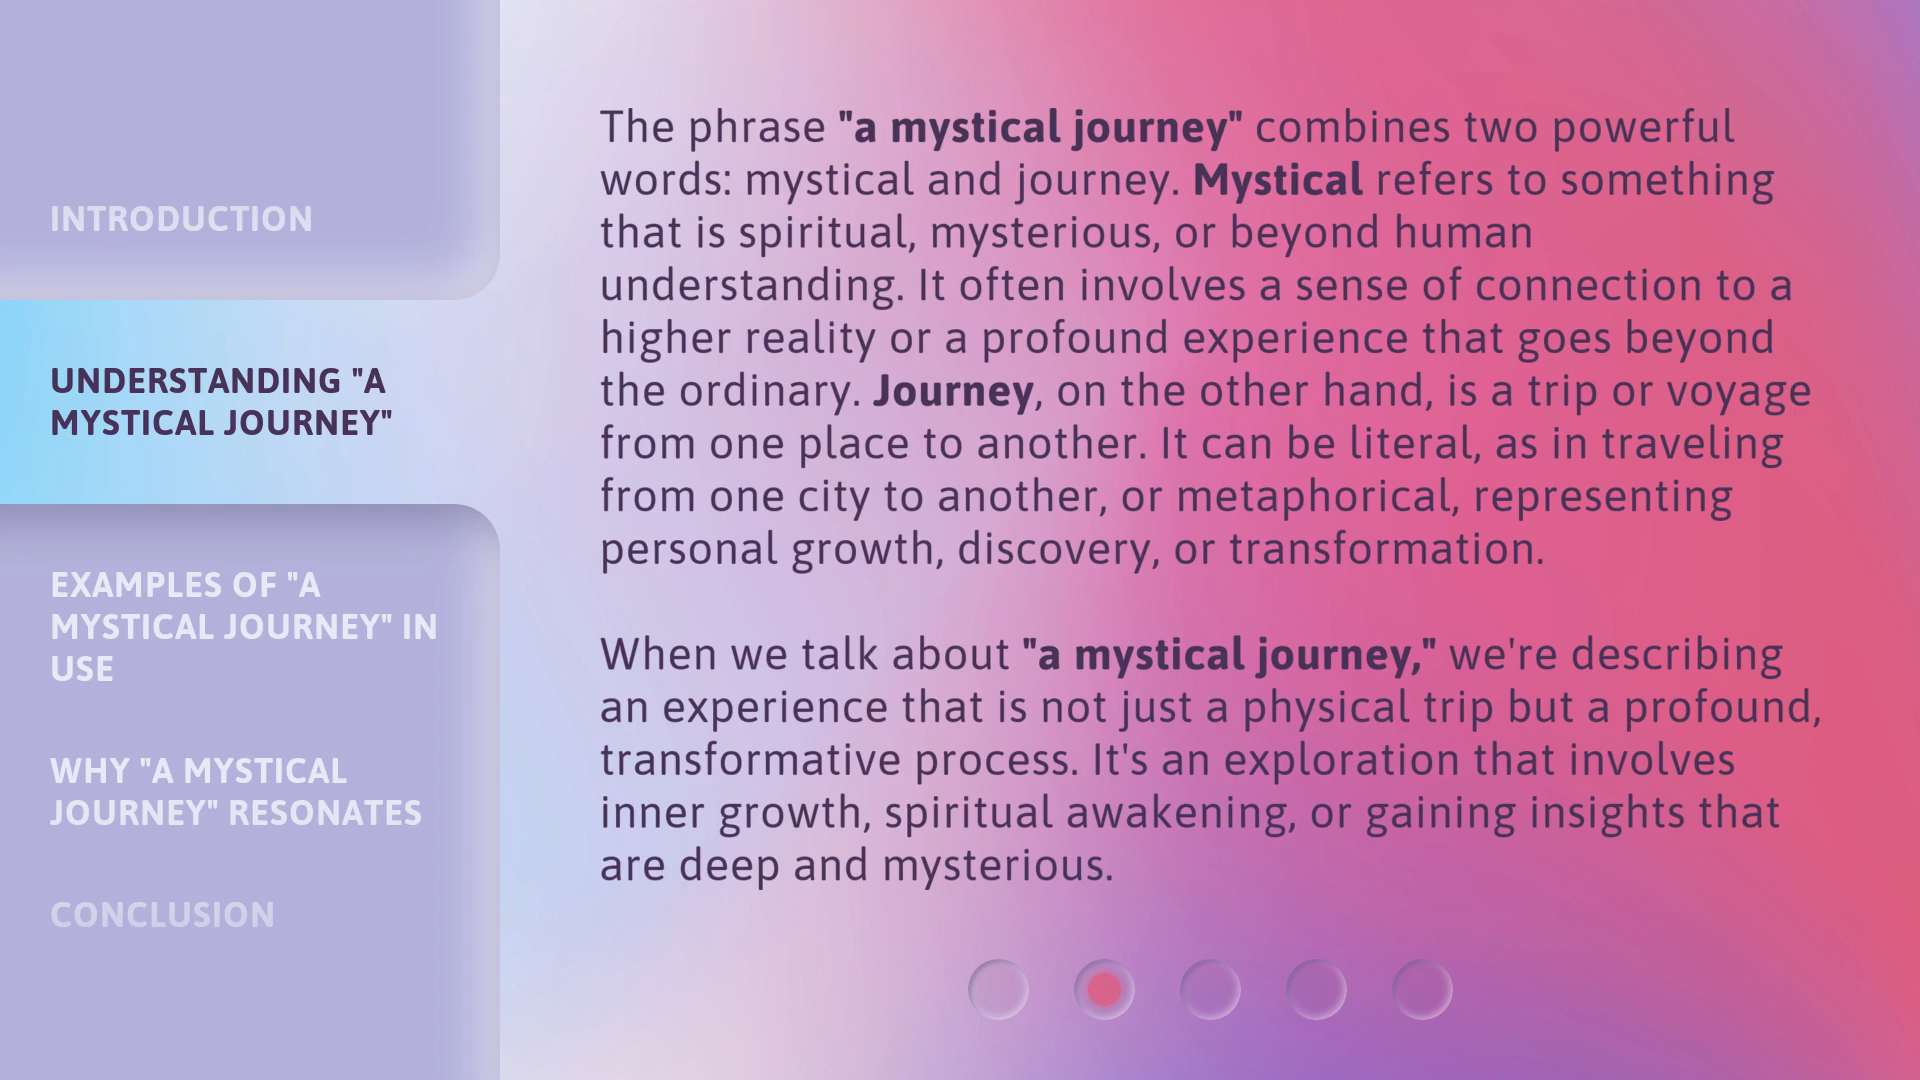 INTRODUCTION
UNDERSTANDING "A
MYSTICAL JOURNEY"
EXAMPLES OF "A
MYSTICAL JOURNEY" IN
USE
WHY "A MYSTICAL
JOURNEY" RESONATES
CONCLUSION
The phrase "a mystical journey" combines two powerful
words: mystical and journey. Mystical refers to something
that is spiritual, mysterious, or beyond human
understanding. It often involves a sense of connection to a
higher reality or a profound experience that goes beyond
the ordinary. Journey, on the other hand, is a trip or voyage
from one place to another. It can be literal, as in traveling
from one city to another, or metaphorical, representing
personal growth, discovery, or transformation.
When we talk about "a mystical journey," we're describing
an experience that is not just a physical trip but a profound,
transformative process. It's an exploration that involves
inner growth, spiritual awakening, or gaining insights that
are deep and mysterious.